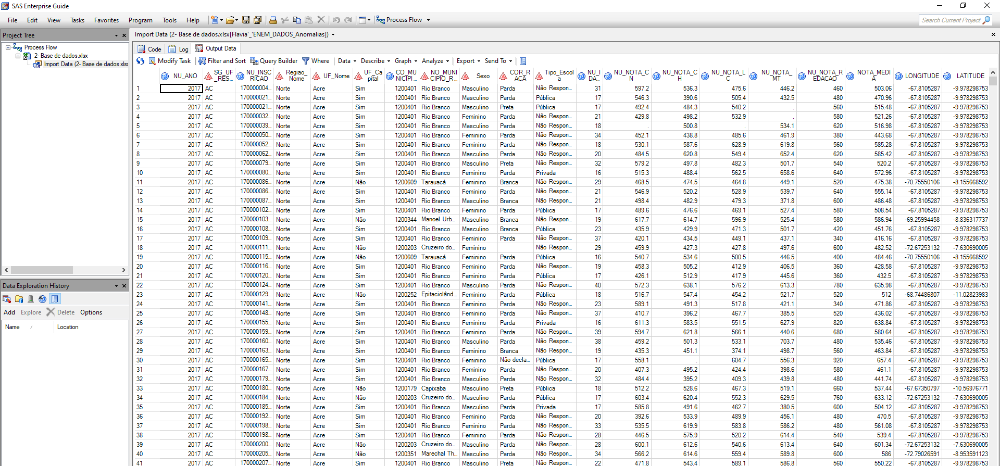 SAS Enterprise Guide
File Edit View Tasks Favorites Program Tools Help Process Flow Search Current Project
Project Tree
Process Flow
2- Base de dados.xlsx
Import Data (2- Base de dados.xlsx
Data Exploration History
Add Explore Delete Options
Name / Location
Import Data (2- Base de dados.xlsx[Flavia'_'ENEM_DADOS_Anomalias])
Code Log Output Data
Modify Task Filter and Sort Query Builder Where Data Describe Graph Analyze Export Send To
NU_ANO SG_UF_RES... NU_INSCRICAO Regiao_Nome UF_Nome UF_Capital CO_MUNICIPI... NO_MUNICIPIO_R... Sexo COR_RACA Tipo_Escola NU_IDA... NU_NOTA_CN NU_NOTA_CH NU_NOTA_LC NU_NOTA_MT NU_NOTA_REDACAO NOTA_MEDIA LONGITUDE LATITUDE
1 2017 AC 170000004... Norte Acre Sim 1200401 Rio Branco Masculino Parda Não Respon... 31 597.2 536.3 475.6 446.2 460 503.06 -67.8105287 -9.978298753
2 2017 AC 170000021... Norte Acre Sim 1200401 Rio Branco Masculino Parda Pública 17 546.3 390.6 505.4 432.5 480 470.96 -67.8105287 -9.978298753
3 2017 AC 170000021... Norte Acre Sim 1200401 Rio Branco Masculino Preta Pública 17 492.4 484.3 540.2 . 560 515.48 -67.8105287 -9.978298753
4 2017 AC 170000032... Norte Acre Sim 1200401 Rio Branco Feminino Parda Não Respon... 21 429.8 498.2 532.9 . 580 521.26 -67.8105287 -9.978298753
5 2017 AC 170000039... Norte Acre Sim 1200401 Rio Branco Masculino Parda Não Respon... 18 . 500.8 . 534.1 620 516.98 -67.8105287 -9.978298753
6 2017 AC 170000050... Norte Acre Sim 1200401 Rio Branco Feminino Parda Não Respon... 34 452.1 438.8 485.6 461.9 380 443.68 -67.8105287 -9.978298753
7 2017 AC 170000052... Norte Acre Sim 1200401 Rio Branco Masculino Parda Não Respon... 18 530.1 587.6 628.9 619.8 560 585.28 -67.8105287 -9.978298753
8 2017 AC 170000062... Norte Acre Sim 1200401 Rio Branco Masculino Parda Não Respon... 20 484.5 620.8 549.4 652.4 620 585.42 -67.8105287 -9.978298753
9 2017 AC 170000079... Norte Acre Sim 1200401 Rio Branco Masculino Preta Não Respon... 32 579.2 497.8 482.3 501.7 540 520.2 -67.8105287 -9.978298753
10 2017 AC 170000080... Norte Acre Sim 1200401 Rio Branco Feminino Parda Privada 16 515.3 488.4 562.5 658.6 640 572.96 -67.8105287 -9.978298753
11 2017 AC 170000086... Norte Acre Não 1200609 Tarauacá Feminino Branca Não Respon... 29 468.5 474.5 464.8 449.1 520 475.38 -70.75550106 -8.155668592
12 2017 AC 170000086... Norte Acre Sim 1200401 Rio Branco Feminino Parda Não Respon... 21 546.9 520.2 528.9 539.7 640 555.14 -67.8105287 -9.978298753
13 2017 AC 170000087... Norte Acre Sim 1200401 Rio Branco Masculino Branca Não Respon... 21 498.4 482.9 479.3 371.8 600 486.48 -67.8105287 -9.978298753
14 2017 AC 170000102... Norte Acre Sim 1200401 Rio Branco Feminino Parda Pública 17 489.6 476.6 469.1 527.4 580 508.54 -67.8105287 -9.978298753
15 2017 AC 170000103... Norte Acre Não 1200344 Manoel Urb... Masculino Branca Não Respon... 19 617.7 614.7 596.9 525.4 580 586.94 -69.25994458 -8.836317737
16 2017 AC 170000108... Norte Acre Sim 1200401 Rio Branco Masculino Branca Pública 23 435.9 429.9 471.3 501.7 420 451.76 -67.8105287 -9.978298753
17 2017 AC 170000109... Norte Acre Sim 1200401 Rio Branco Feminino Parda Não Respon... 37 420.1 434.5 449.1 437.1 340 416.16 -67.8105287 -9.978298753
18 2017 AC 170000111... Norte Acre Não 1200203 Cruzeiro do... Feminino Não Respon... 29 459.9 427.3 427.8 497.6 600 482.52 -72.67253132 -7.630690005
19 2017 AC 170000115... Norte Acre Não 1200609 Tarauacá Feminino Parda Pública 16 540.7 534.6 500.5 446.5 400 484.46 -70.75550106 -8.155668592
20 2017 AC 170000116... Norte Acre Sim 1200401 Rio Branco Feminino Parda Não Respon... 19 458.3 505.2 412.9 406.5 360 428.58 -67.8105287 -9.978298753
21 2017 AC 170000120... Norte Acre Sim 1200401 Rio Branco Feminino Parda Pública 17 426.1 512.9 417.9 445.6 360 432.5 -67.8105287 -9.978298753
22 2017 AC 170000124... Norte Acre Sim 1200401 Rio Branco Masculino Parda Não Respon... 40 572.3 638.1 576.2 613.3 780 635.98 -67.8105287 -9.978298753
23 2017 AC 170000129... Norte Acre Não 1200252 Epitaciolând... Feminino Parda Pública 18 516.7 547.4 454.2 521.7 520 512 -68.74486807 -11.02823983
24 2017 AC 170000141... Norte Acre Sim 1200401 Rio Branco Feminino Parda Não Respon... 23 589.1 491.3 517.8 421.1 340 471.86 -67.8105287 -9.978298753
25 2017 AC 170000148... Norte Acre Sim 1200401 Rio Branco Feminino Parda Não Respon... 37 410.7 396.2 467.7 385.5 520 436.02 -67.8105287 -9.978298753
26 2017 AC 170000155... Norte Acre Sim 1200401 Rio Branco Feminino Parda Privada 16 611.3 583.5 551.5 627.9 820 638.84 -67.8105287 -9.978298753
27 2017 AC 170000159... Norte Acre Sim 1200401 Rio Branco Feminino Parda Não Respon... 39 594.7 621.8 566.1 440.6 680 580.64 -67.8105287 -9.978298753
28 2017 AC 170000160... Norte Acre Sim 1200401 Rio Branco Masculino Parda Não Respon... 38 459.2 501.3 533.1 703.7 480 535.46 -67.8105287 -9.978298753
29 2017 AC 170000163... Norte Acre Sim 1200401 Rio Branco Feminino Branca Não Respon... 19 435.3 451.1 374.1 498.7 560 463.84 -67.8105287 -9.978298753
30 2017 AC 170000165... Norte Acre Sim 1200401 Rio Branco Feminino Não decla... Pública 17 558.1 . 604.7 556.3 920 657.4 -67.8105287 -9.978298753
31 2017 AC 170000167... Norte Acre Sim 1200401 Rio Branco Feminino Parda Não Respon... 20 407.3 495.2 424.4 398.6 580 461.1 -67.8105287 -9.978298753
32 2017 AC 170000179... Norte Acre Sim 1200401 Rio Branco Masculino Parda Não Respon... 32 484.4 395.2 409.3 439.8 480 441.74 -67.8105287 -9.978298753
33 2017 AC 170000180... Norte Acre Não 1200179 Capixaba Masculino Preta Pública 18 512.2 528.6 467.3 519.1 660 537.44 -67.67350797 -10.56976771
34 2017 AC 170000184... Norte Acre Não 1200203 Cruzeiro do... Masculino Parda Pública 17 603.4 620.4 552.3 629.5 760 633.12 -72.67253132 -7.630690005
35 2017 AC 170000185... Norte Acre Sim 1200401 Rio Branco Masculino Parda Privada 17 585.8 491.6 462.7 380.5 600 504.12 -67.8105287 -9.978298753
36 2017 AC 170000192... Norte Acre Sim 1200401 Rio Branco Feminino Parda Não Respon... 20 392.6 533.9 489.9 456.1 480 470.5 -67.8105287 -9.978298753
37 2017 AC 170000198... Norte Acre Sim 1200401 Rio Branco Feminino Parda Não Respon... 33 535.5 619.9 583.8 586.2 480 561.08 -67.8105287 -9.978298753
38 2017 AC 170000198... Norte Acre Sim 1200401 Rio Branco Feminino Parda Não Respon... 28 446.5 575.9 520.2 614.4 540 539.4 -67.8105287 -9.978298753
39 2017 AC 170000200... Norte Acre Não 1200203 Cruzeiro do... Masculino Parda Não Respon... 28 600.1 612.6 540.6 613.4 640 601.34 -72.67253132 -7.630690005
40 2017 AC 170000205... Norte Acre Não 1200351 Marechal Th... Masculino Parda Não Respon... 34 566.2 614.6 559.4 589.8 600 586 -72.79026591 -8.953591123
41 2017 AC 170000207... Norte Acre Sim 1200401 Rio Branco Masculino Preta Não Respon... 22 471.8 543.4 589.1 586.8 560 550.22 -67.8105287 -9.978298753